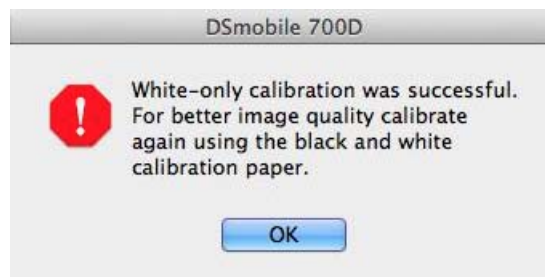 DSmobile 700D
White-only calibration was successful.
For better image quality calibrate
again using the black and white
calibration paper.
OK